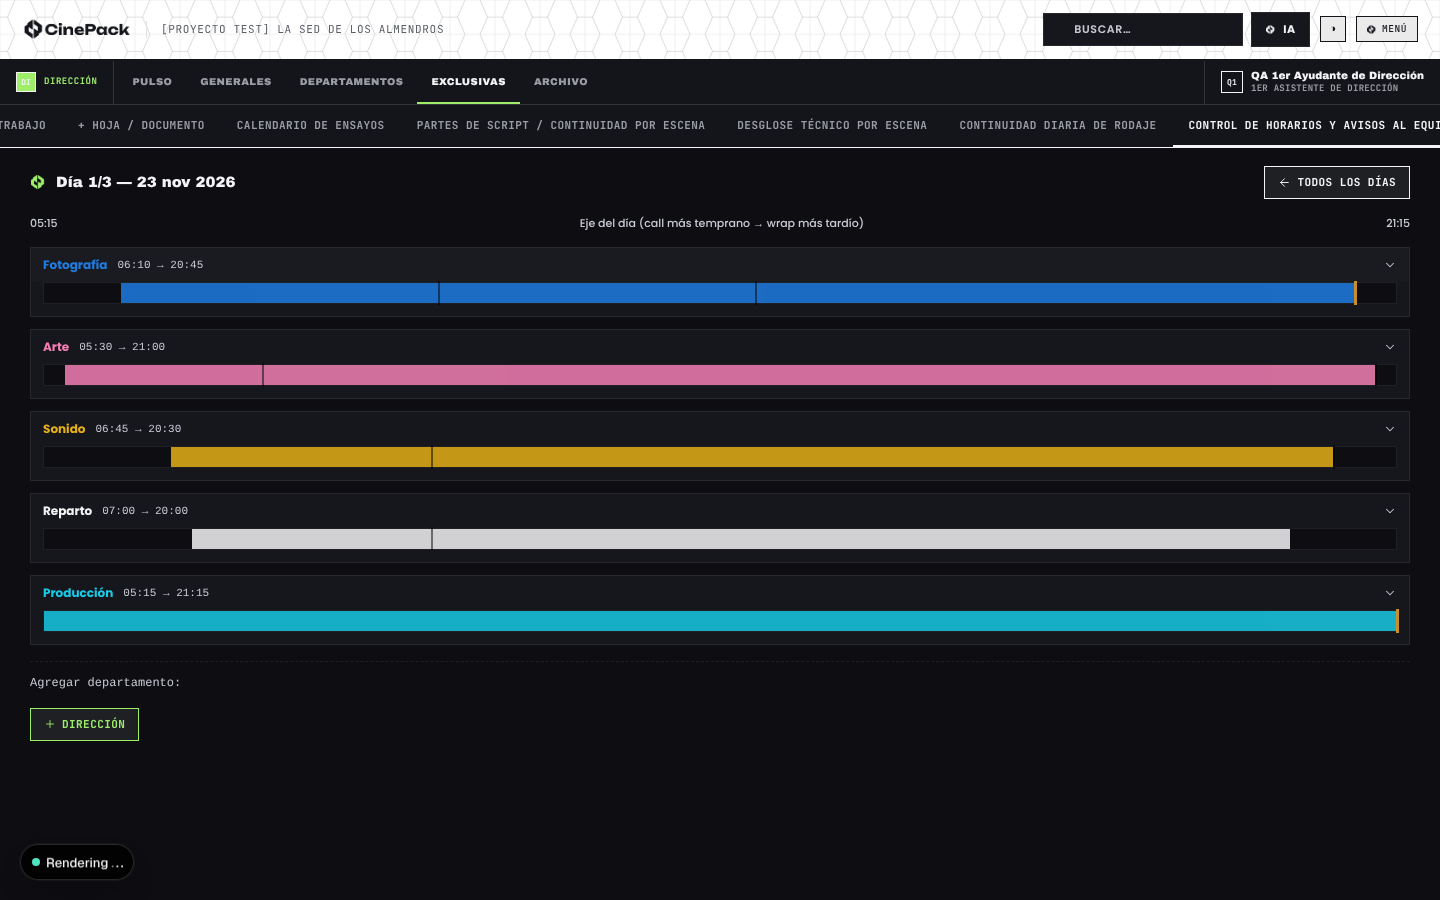 CinePack
[PROYECTO TEST] LA SED DE LOS ALMENDROS
BUSCAR…
IA
MENÚ
DI
DIRECCIÓN
PULSO
GENERALES
DEPARTAMENTOS
EXCLUSIVAS
ARCHIVO
Q1
QA 1er Ayudante de Dirección
1ER ASISTENTE DE DIRECCIÓN
TRABAJO
+ HOJA / DOCUMENTO
CALENDARIO DE ENSAYOS
PARTES DE SCRIPT / CONTINUIDAD POR ESCENA
DESGLOSE TÉCNICO POR ESCENA
CONTINUIDAD DIARIA DE RODAJE
CONTROL DE HORARIOS Y AVISOS AL EQUI
Día 1/3 — 23 nov 2026
← TODOS LOS DÍAS
05:15
Eje del día (call más temprano → wrap más tardío)
21:15
Fotografía 06:10 → 20:45
Arte 05:30 → 21:00
Sonido 06:45 → 20:30
Reparto 07:00 → 20:00
Producción 05:15 → 21:15
Agregar departamento:
+ DIRECCIÓN
Rendering ...